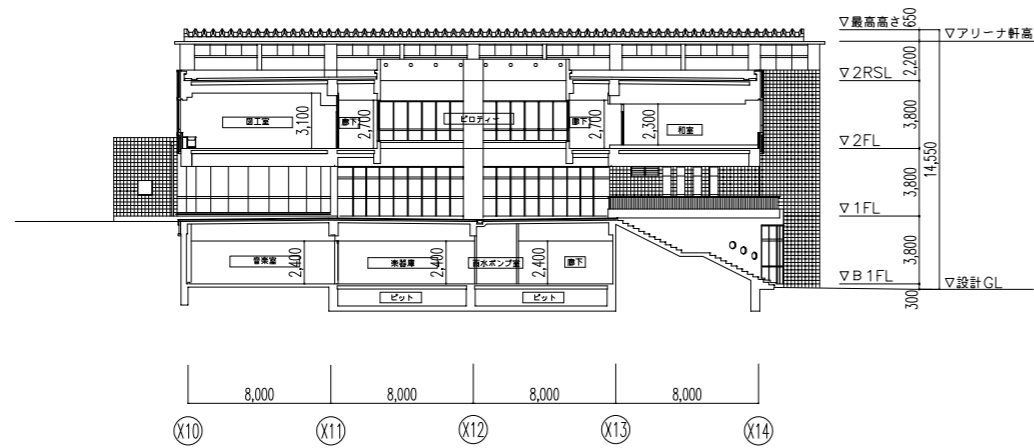 ▽最高高さ
650
▽アリーナ軒高
2,200
▽2RSL
3,800
▽2FL
14,550
3,800
▽1FL
3,800
▽B1FL
300
▽設計GL
図工室
3,100
廊下
2,700
ピロティー
廊下
2,700
2,300
和室
音楽室
2,400
楽器庫
2,400
雨水ポンプ室
2,400
廊下
ピット
ピット
8,000
8,000
8,000
8,000
X10
X11
X12
X13
X14